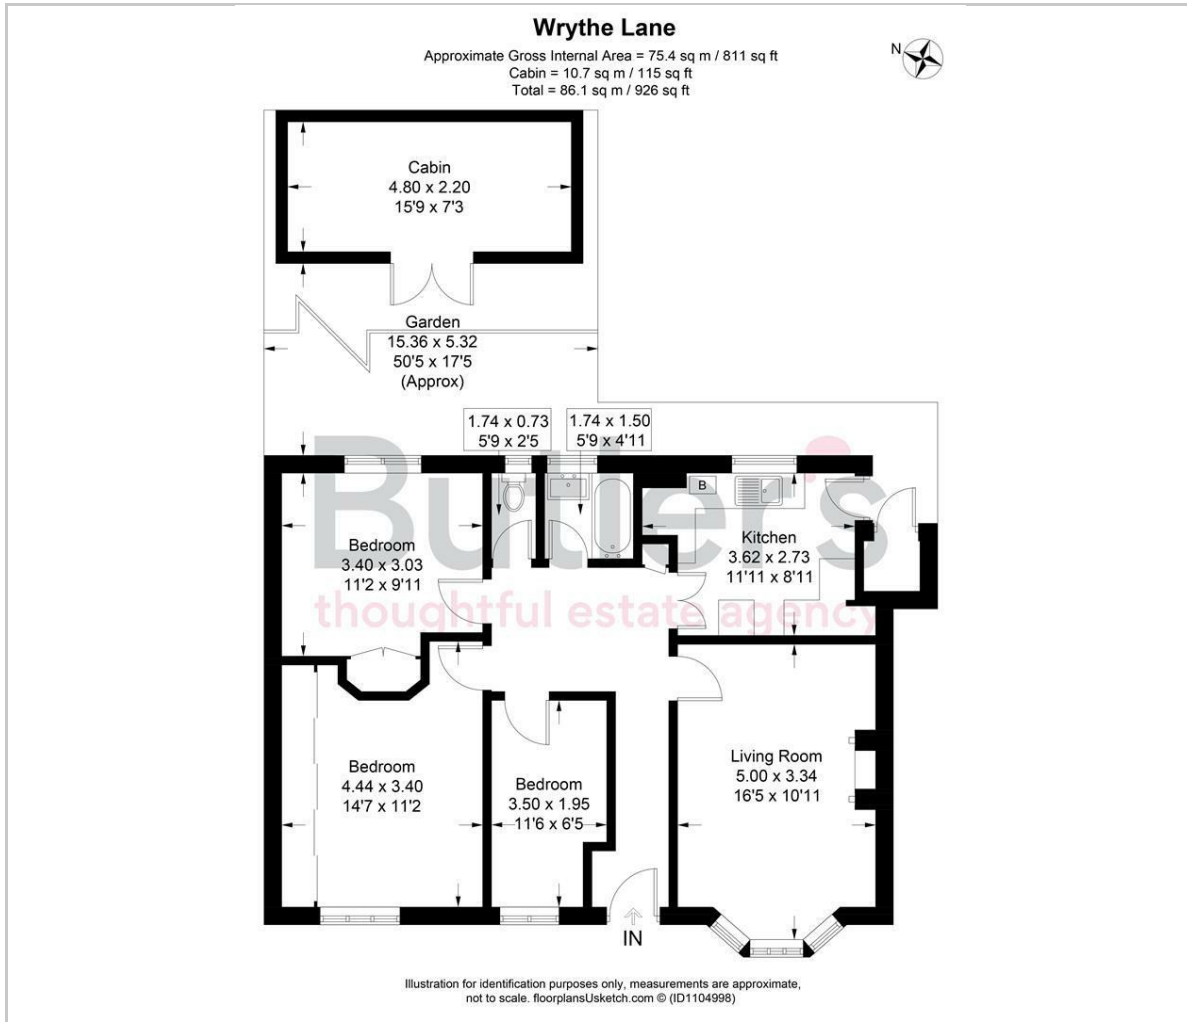 Wrythe Lane
Approximate Gross Internal Area = 75.4 sq m / 811 sq ft
Cabin = 10.7 sq m / 115 sq ft
Total = 86.1 sq m / 926 sq ft
N
Cabin
4.80 x 2.20
15'9 x 7'3
Garden
15.36 x 5.32
50'5 x 17'5
(Approx)
1.74 x 0.73
5'9 x 2'5
1.74 x 1.50
5'9 x 4'11
Butler's
thoughtful estate agency
B
Bedroom
3.40 x 3.03
11'2 x 9'11
Kitchen
3.62 x 2.73
11'11 x 8'11
Bedroom
4.44 x 3.40
14'7 x 11'2
Bedroom
3.50 x 1.95
11'6 x 6'5
Living Room
5.00 x 3.34
16'5 x 10'11
IN
Illustration for identification purposes only, measurements are approximate,
not to scale. floorplansUsketch.com © (ID1104998)